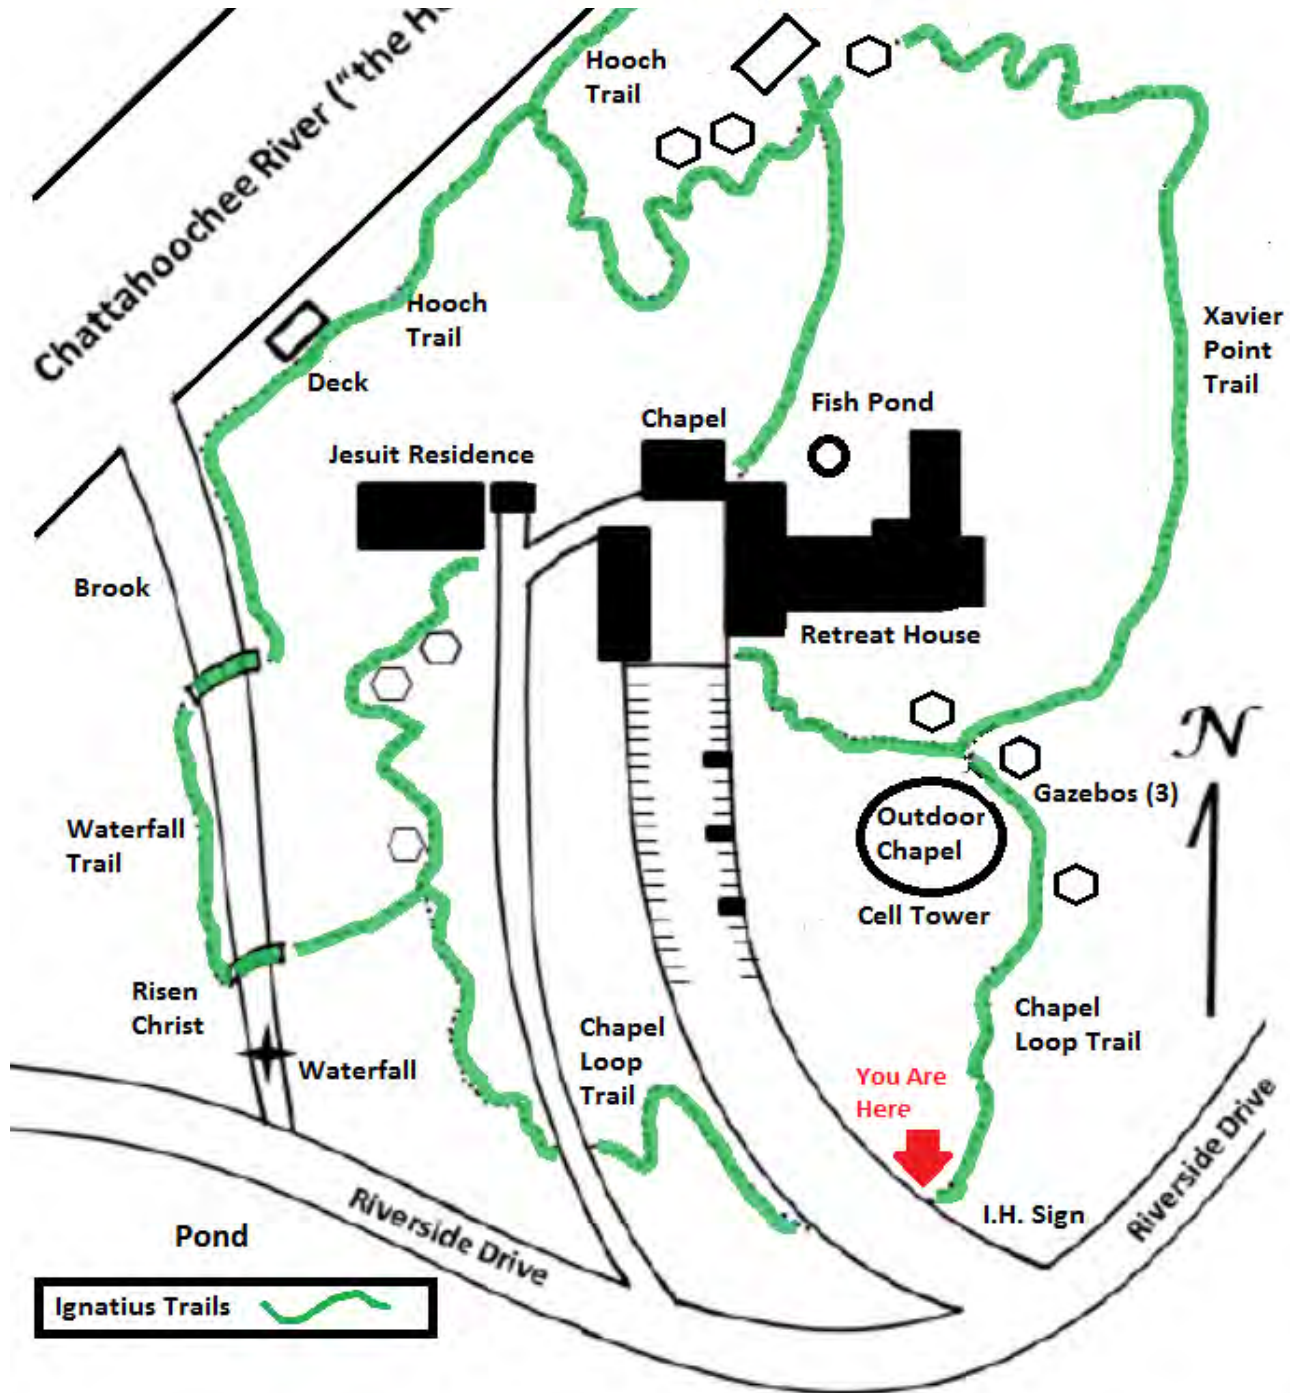 Chattahoochee River ("the Ho
Hooch
Trail
Hooch
Trail
Deck
Xavier
Point
Trail
Fish Pond
Chapel
Jesuit Residence
Brook
Retreat House
N
Gazebos (3)
Outdoor
Chapel
Cell Tower
Waterfall
Trail
Risen
Christ
Waterfall
Chapel
Loop
Trail
Chapel
Loop Trail
You Are
Here
I.H. Sign
Riverside Drive
Riverside Drive
Pond
Ignatius Trails